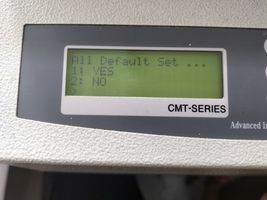 All Default Set ...
1: YES
2: NO
CMT-SERIES
Advanced